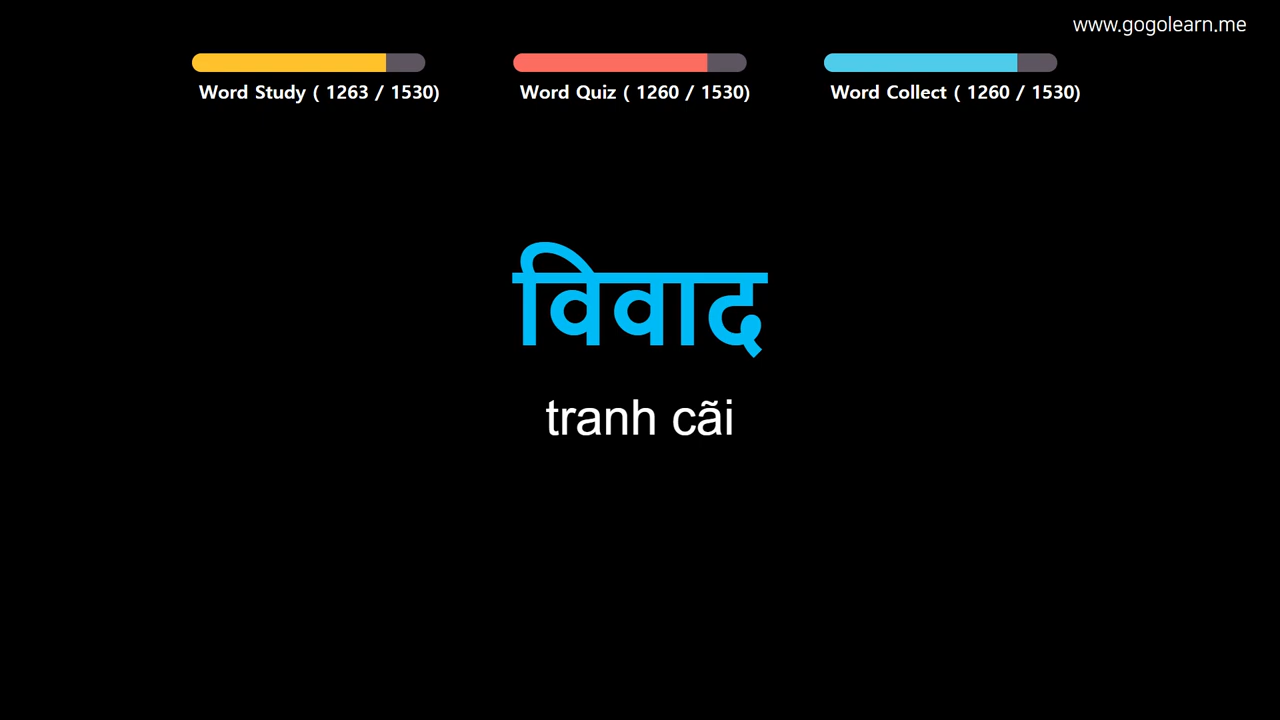 www.gogolearn.me
Word Study ( 1263 / 1530)
Word Quiz ( 1260 / 1530)
Word Collect ( 1260 / 1530)
विवाद
tranh cãi